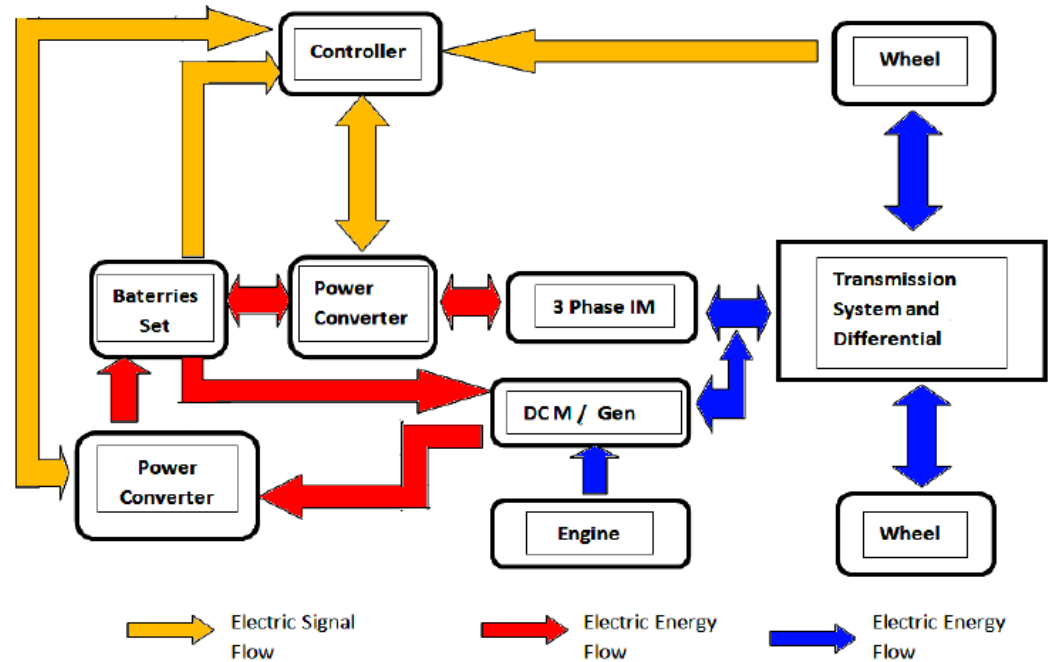 Controller
Wheel
Baterries
Set
Power
Converter
3 Phase IM
Transmission
System and
Differential
DC M / Gen
Power
Converter
Engine
Wheel
Electric Signal
Flow
Electric Energy
Flow
Electric Energy
Flow